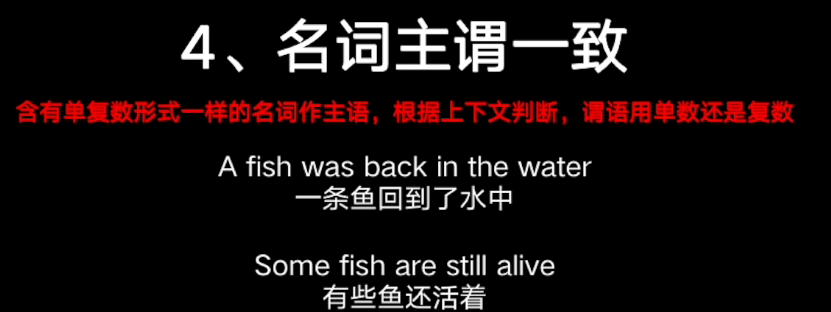 4、名词主谓一致
含有单复数形式一样的名词作主语，根据上下文判断，谓语用单数还是复数
A fish was back in the water
一条鱼回到了水中
Some fish are still alive
有些鱼还活着